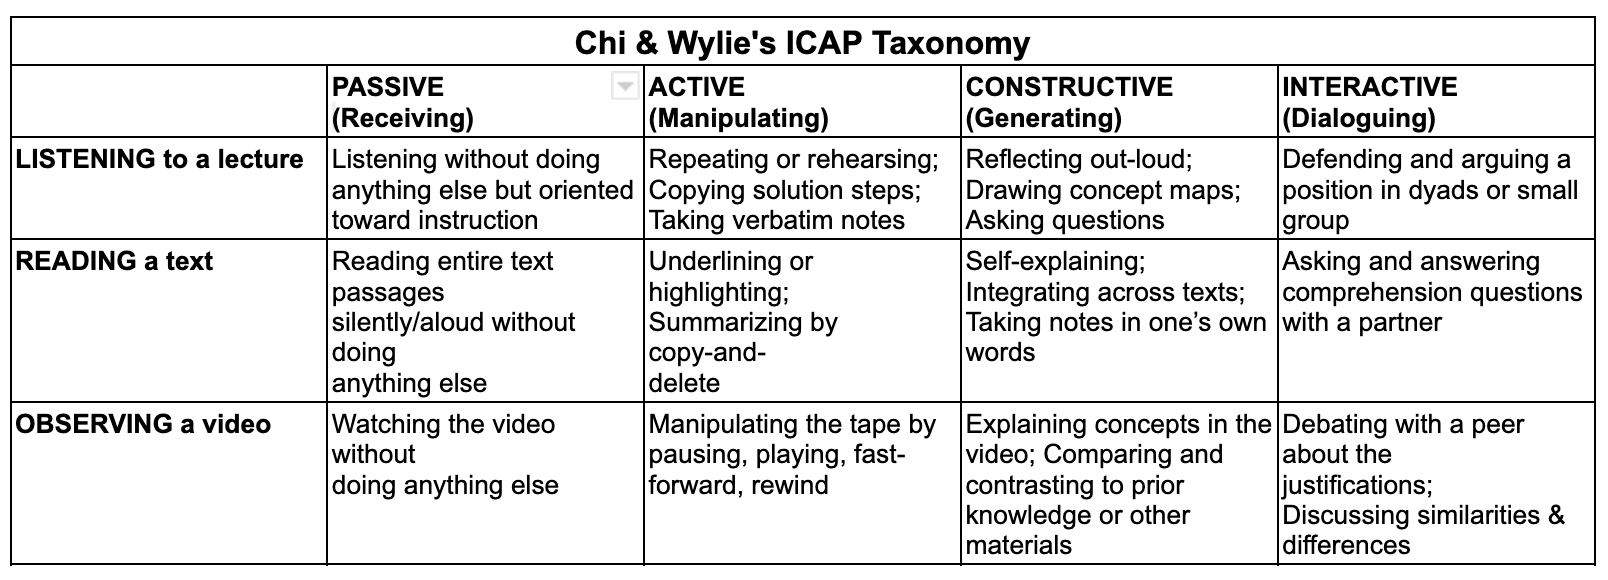 Chi & Wylie's ICAP Taxonomy
PASSIVE
(Receiving)
ACTIVE
(Manipulating)
CONSTRUCTIVE
(Generating)
INTERACTIVE
(Dialoguing)
LISTENING to a lecture
Listening without doing
anything else but oriented
toward instruction
Repeating or rehearsing;
Copying solution steps;
Taking verbatim notes
Reflecting out-loud;
Drawing concept maps;
Asking questions
Defending and arguing a
position in dyads or small
group
READING a text
Reading entire text
passages
silently/aloud without
doing
anything else
Underlining or
highlighting;
Summarizing by
copy-and-
delete
Self-explaining;
Integrating across texts;
Taking notes in one’s own
words
Asking and answering
comprehension questions
with a partner
OBSERVING a video
Watching the video
without
doing anything else
Manipulating the tape by
pausing, playing, fast-
forward, rewind
Explaining concepts in the
video; Comparing and
contrasting to prior
knowledge or other
materials
Debating with a peer
about the
justifications;
Discussing similarities &
differences